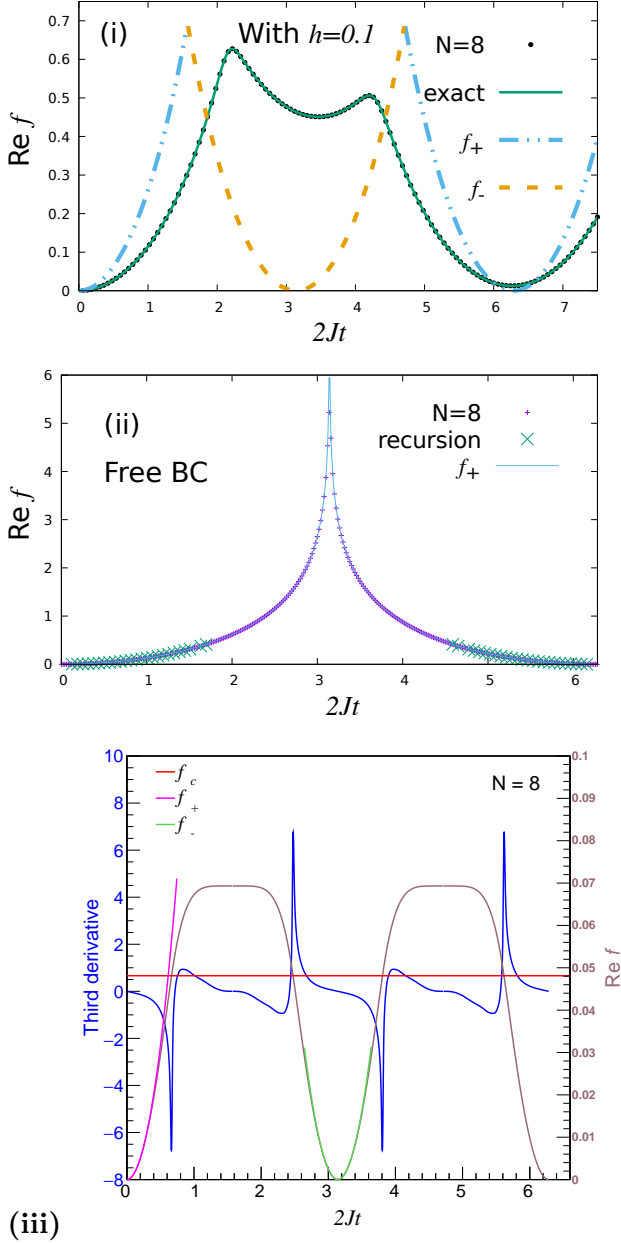 (i)
With h=0.1
N=8
exact
f+
f-
Re f
0.7
0.6
0.5
0.4
0.3
0.2
0.1
0
0 1 2 3 4 5 6 7
2Jt
(ii)
Free BC
N=8
recursion
f+
Re f
6
5
4
3
2
1
0
0 1 2 3 4 5 6
2Jt
fc
f+
f-
N = 8
Third derivative
10
8
6
4
2
0
−2
−4
−6
−8
Re f
0.1
0.09
0.08
0.07
0.06
0.05
0.04
0.03
0.02
0.01
0
0 1 2 3 4 5 6
2Jt
(iii)